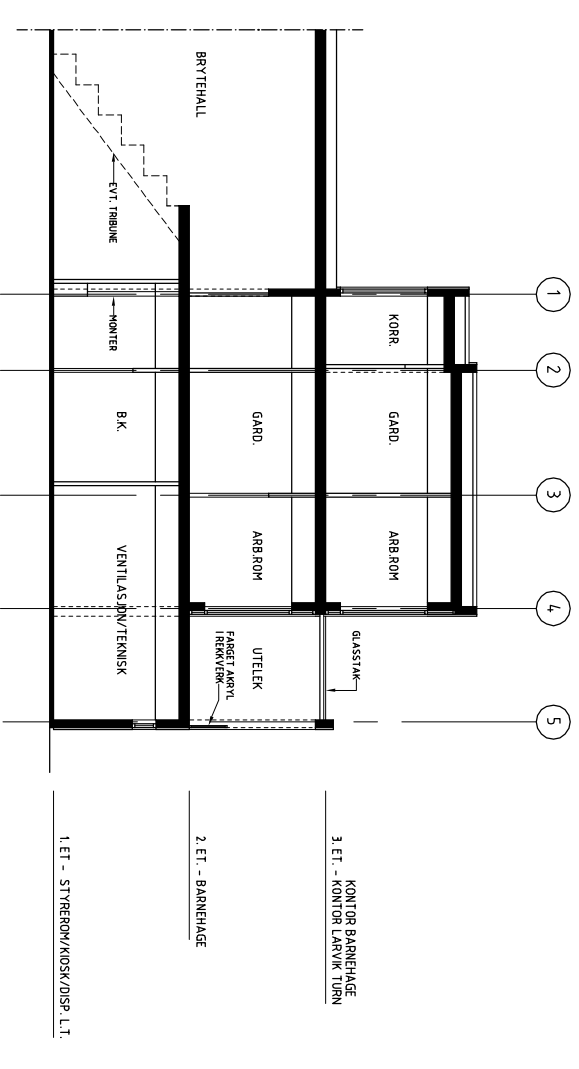 1
2
3
4
5
BRYTEHALL
EVT. TRIBUNE
KORR.
GARD.
ARB.ROM
GLASSTAK
GARD.
ARB.ROM
UTELEK
FARGET AKRYL
I REKKVERK
MONTER
B.K.
VENTILASJON/TEKNISK
KONTOR BARNEHAGE
3. ET. - KONTOR LARVIK TURN
2. ET. - BARNEHAGE
1. ET - STYREROM/KIOSK/DISP. L.T.